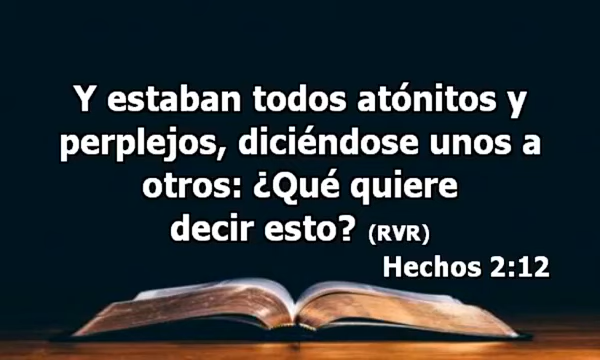 Y estaban todos atónitos y
perplejos, diciéndose unos a
otros: ¿Qué quiere
decir esto? (RVR)
Hechos 2:12